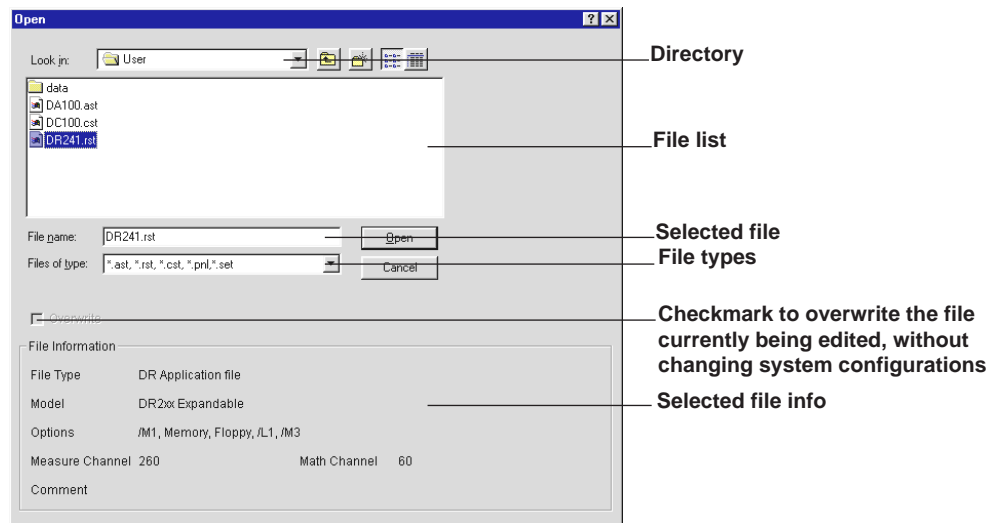 Open
Look in: User
Directory
data
DA100.ast
DC100.cst
DR241.rst
File list
File name: DR241.rst Open
Selected file
Files of type: *.ast, *.rst, *.cst, *.pnl,*.set Cancel
File types
Overwrite
Checkmark to overwrite the file
currently being edited, without
changing system configurations
File Information
File Type DR Application file
Model DR2xx Expandable
Selected file info
Options /M1, Memory, Floppy, /L1, /M3
Measure Channel 260 Math Channel 60
Comment